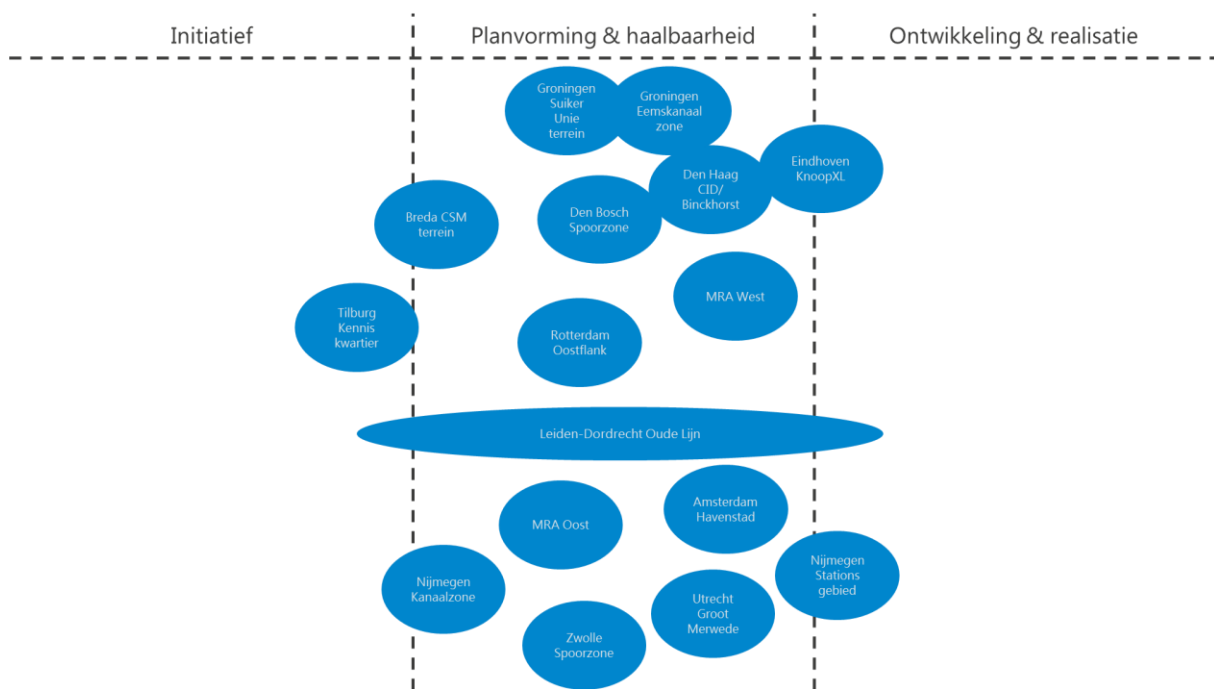 Initiatief
Planvorming & haalbaarheid
Ontwikkeling & realisatie
Groningen
Suiker
Unie
terrein
Groningen
Eemskanaal
zone
Eindhoven
KnoopXL
Den Haag
CID/
Binckhorst
Den Bosch
Spoorzone
Breda CSM
terrein
MRA West
Tilburg
Kennis
kwartier
Rotterdam
Oostflank
Leiden-Dordrecht Oude Lijn
Amsterdam
Havenstad
MRA Oost
Nijmegen
Stations
gebied
Nijmegen
Kanaalzone
Utrecht
Groot
Merwede
Zwolle
Spoorzone